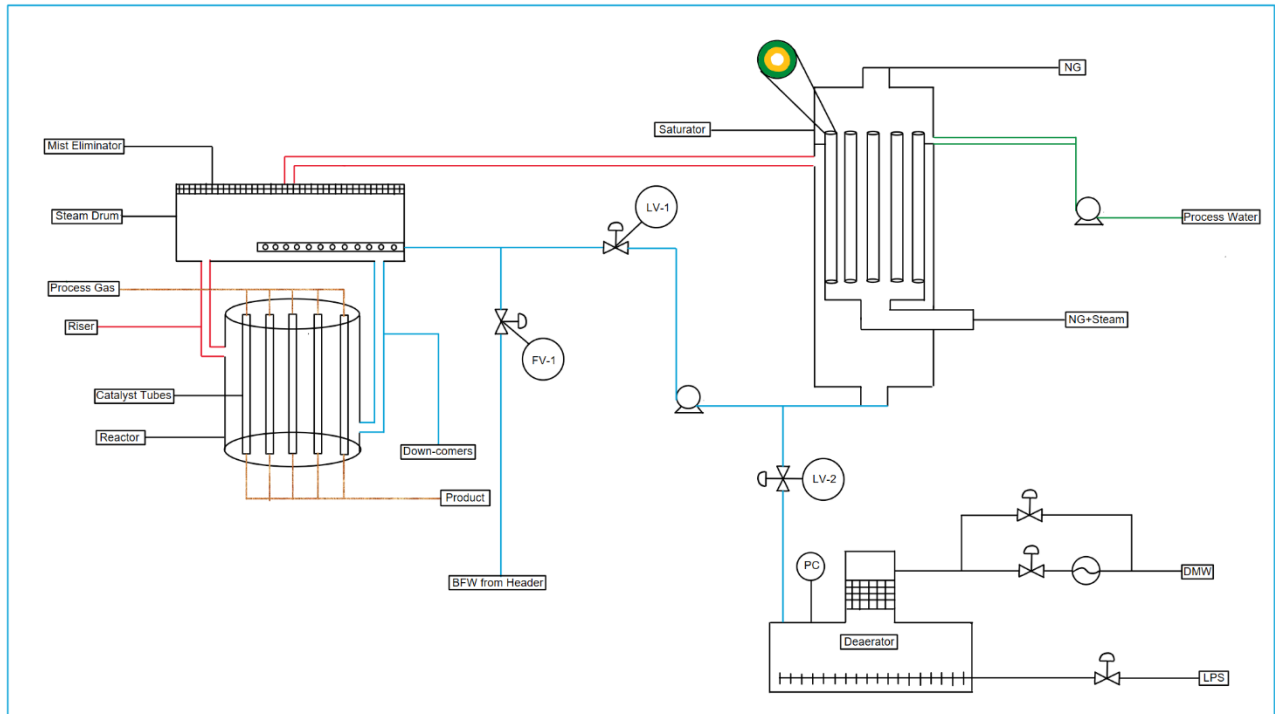 NG
Saturator
Mist Eliminator
LV-1
Steam Drum
Process Water
Process Gas
Riser
NG+Steam
FV-1
Catalyst Tubes
Reactor
Down-comers
LV-2
Product
PC
DMW
BFW from Header
Deaerator
LPS